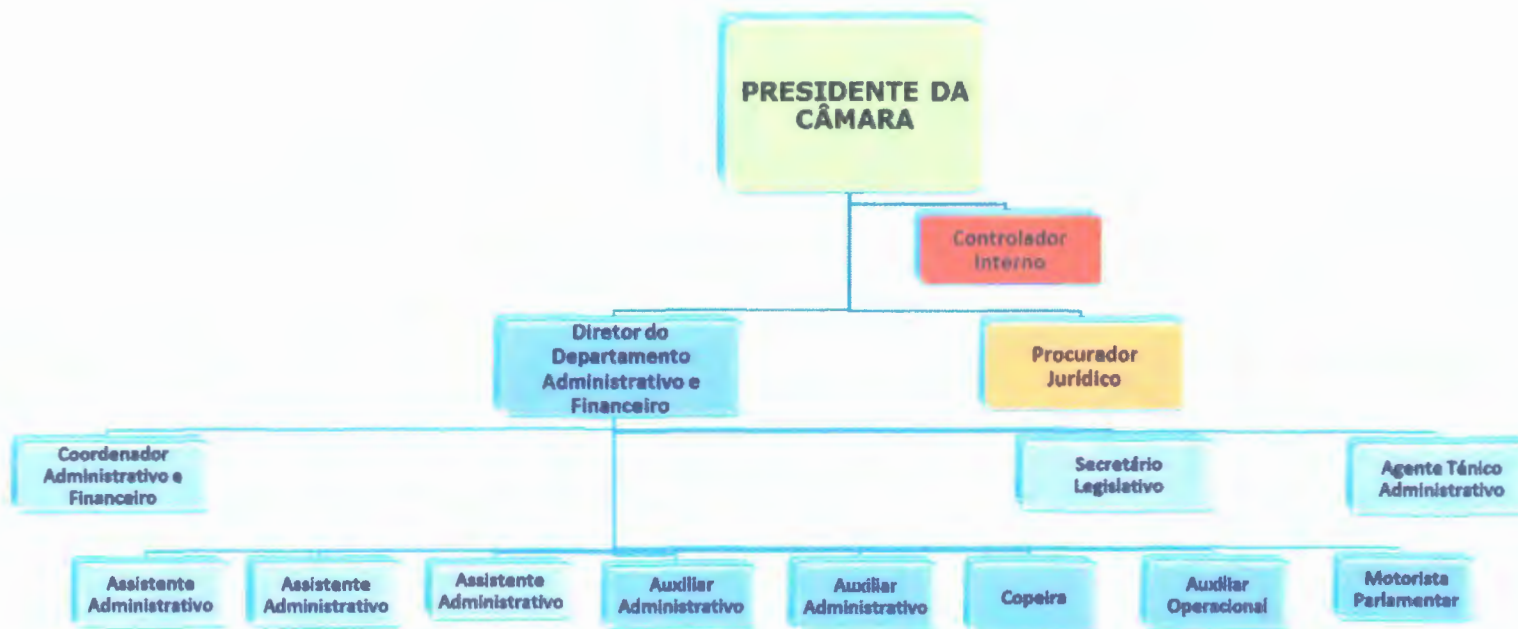 PRESIDENTE DA
CÂMARA
Controlador
Interno
Diretor do
Departamento
Administrativo e
Financeiro
Procurador
Jurídico
Coordenador
Administrativo e
Financeiro
Secretário
Legislativo
Agente Tánico
Administrativo
Assistente
Administrativo
Assistente
Administrativo
Assistente
Administrativo
Auxiliar
Administrativo
Auxiliar
Administrativo
Copeira
Auxiliar
Operacional
Motorista
Parlamentar